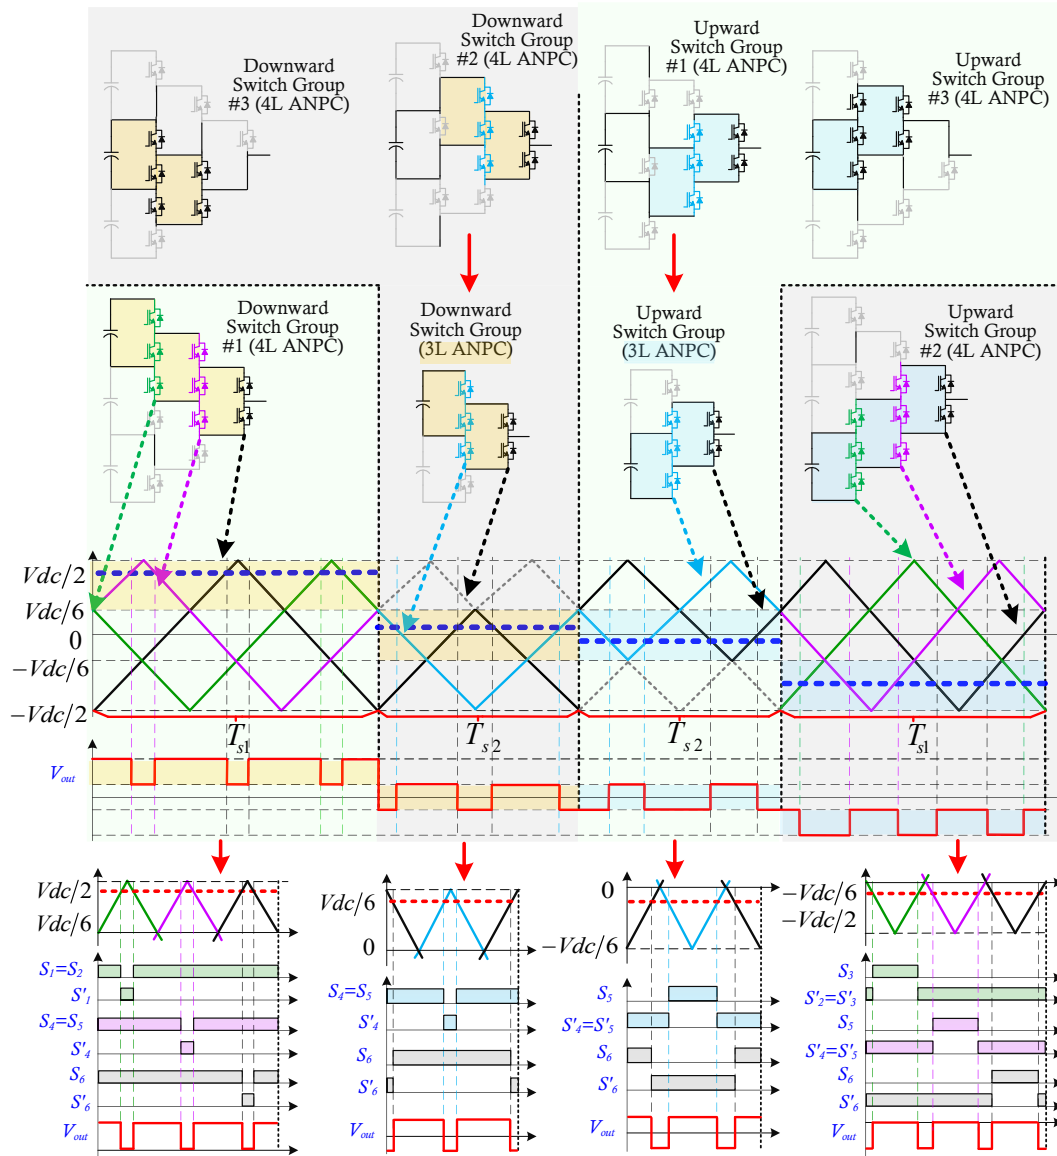 Downward
Switch Group
#3 (4L ANPC)
Downward
Switch Group
#2 (4L ANPC)
Upward
Switch Group
#1 (4L ANPC)
Upward
Switch Group
#3 (4L ANPC)
Downward
Switch Group
#1 (4L ANPC)
Downward
Switch Group
(3L ANPC)
Upward
Switch Group
(3L ANPC)
Upward
Switch Group
#2 (4L ANPC)
Vdc/2
Vdc/6
0
−Vdc/6
−Vdc/2
Ts1
Ts2
Ts2
Ts1
Vout
Vdc/2
Vdc/6
S1=S2
S'1
S4=S5
S'4
S6
S'6
Vout
Vdc/6
0
S4=S5
S'4
S6
S'6
Vout
0
−Vdc/6
S5
S'4=S'5
S6
S'6
Vout
−Vdc/6
−Vdc/2
S3
S'2=S'3
S5
S'4=S'5
S6
S'6
Vout